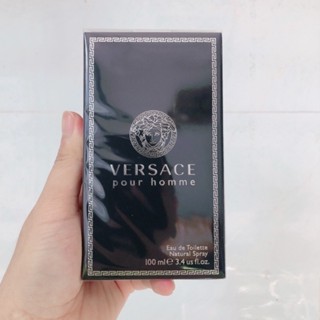 VERSACE
pour homme
Eau de Toilette
Natural Spray
100 ml ℮ 3.4 us fl. oz.